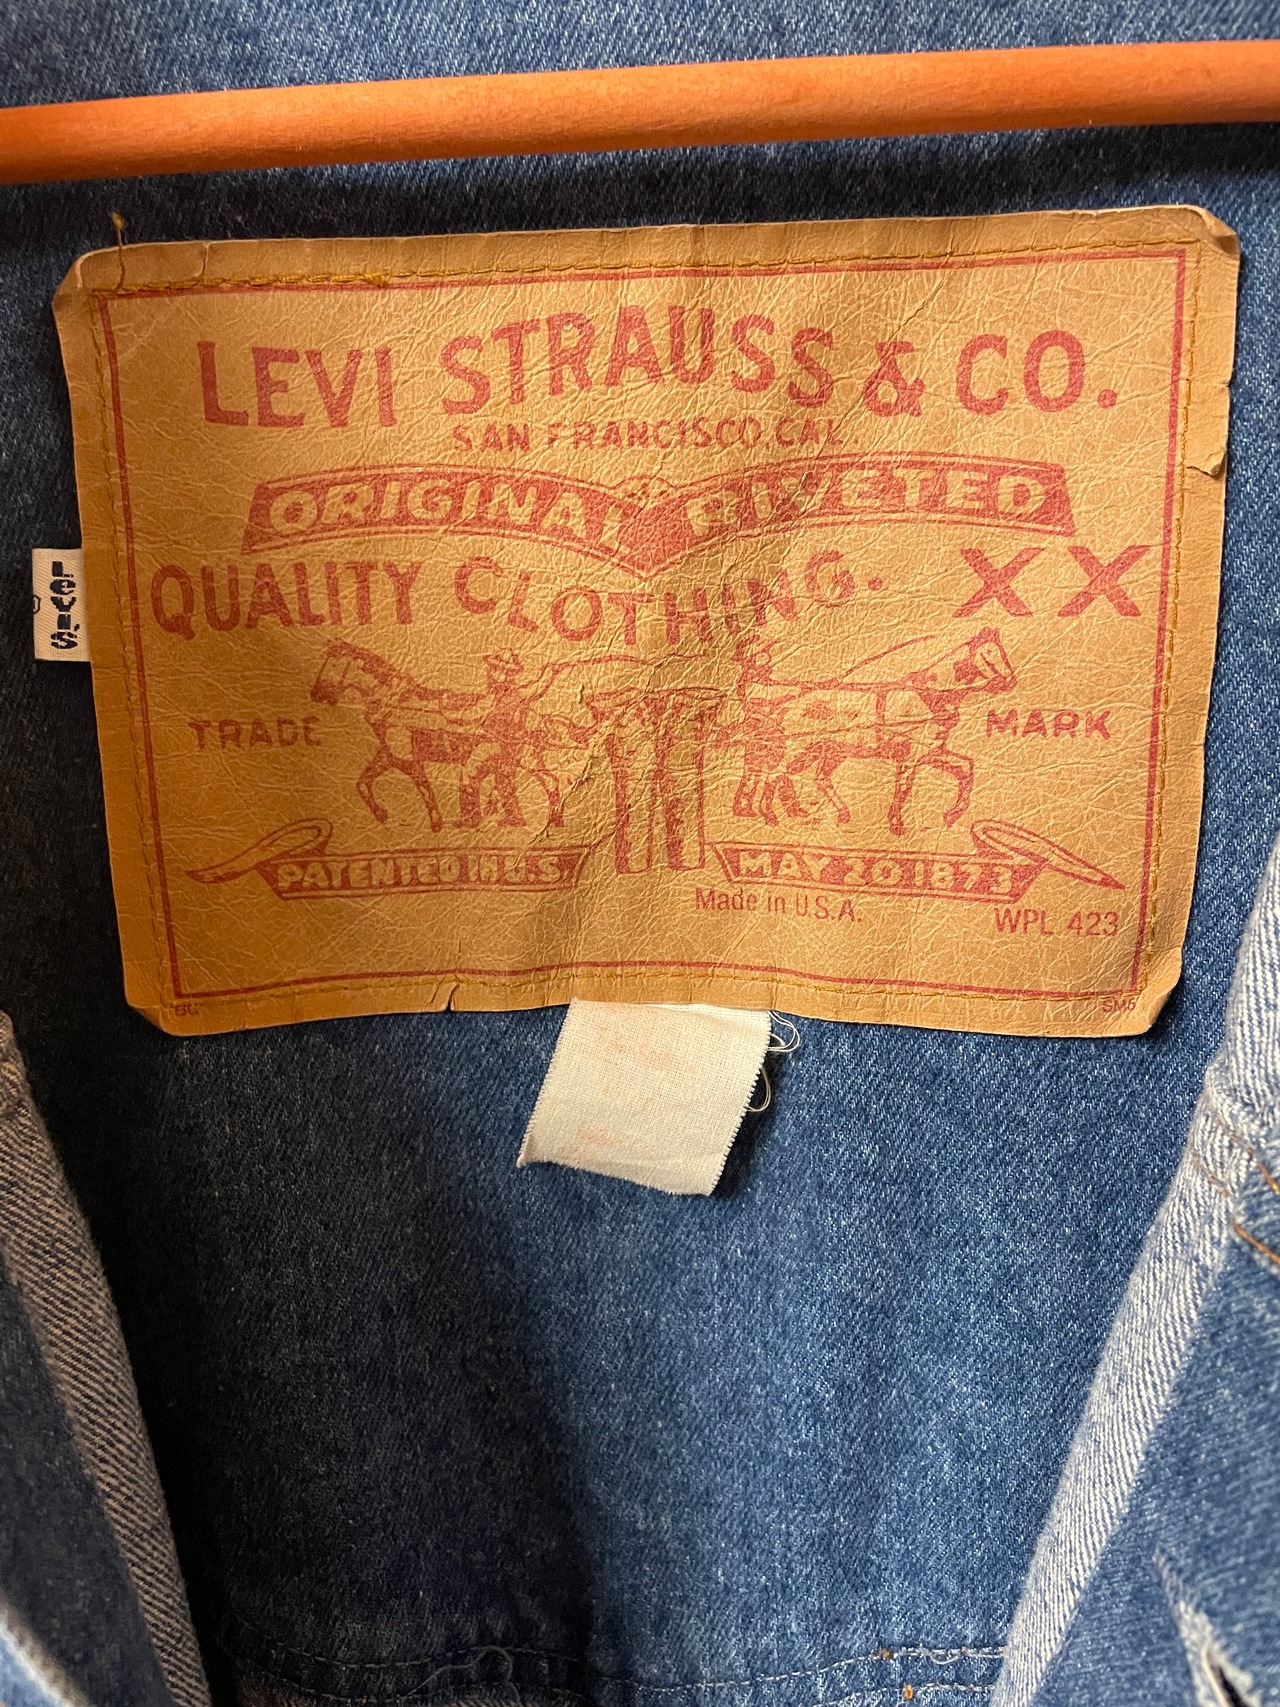 LEVI STRAUSS & CO.
SAN FRANCISCO, CAL.
ORIGINAL RIVETED
QUALITY CLOTHING. XX
LEVI'S
TRADE MARK
PATENTED IN U.S. MAY 20 1873
Made in U.S.A.
WPL 423
SM6